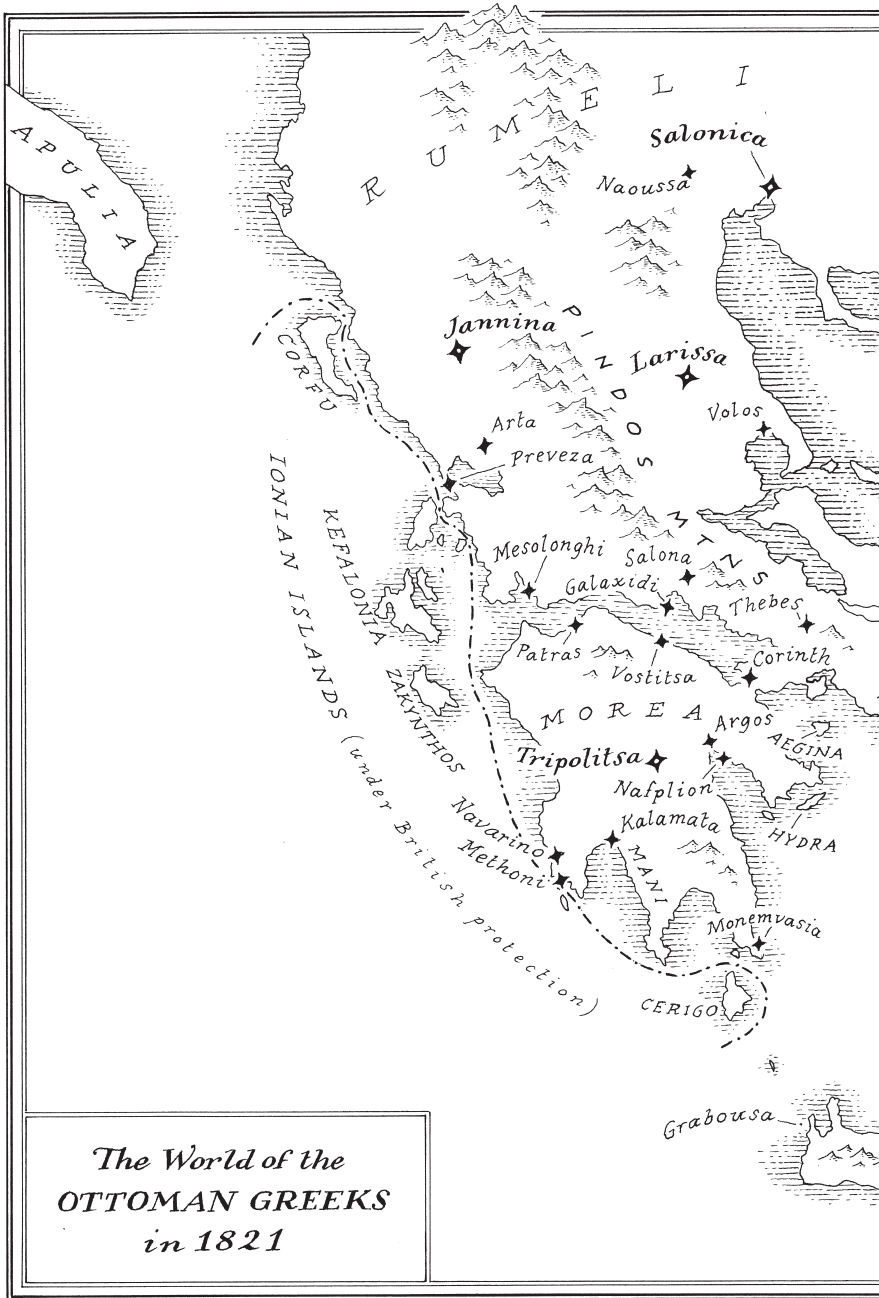 RUMELI
APULIA
Salonica
Naoussa
Jannina
PINDOS MTNS
Larissa
CORFU
Volos
Arta
Preveza
IONIAN ISLANDS (under British protection)
KEFALONIA
Mesolonghi
Salona
Galaxidi
Thebes
Patras
Vostitsa
Corinth
ZAKYNTHOS
MOREA
Argos
AEGINA
Tripolitsa
Nafplion
HYDRA
Navarino
Kalamata
Methoni
MANI
Monemvasia
CERIGO
Grabousa
The World of the
OTTOMAN GREEKS
in 1821